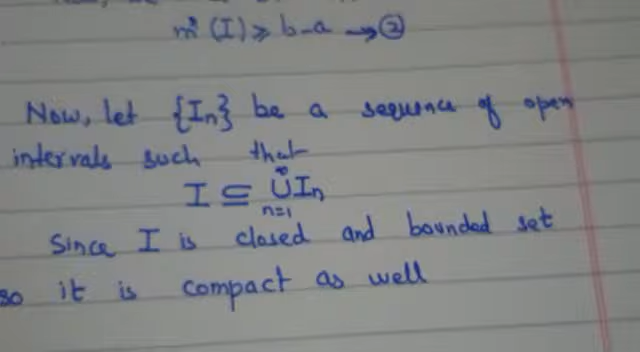 m*(I) ≥ b-a → ②
Now, let {In} be a sequence of open
intervals such that
I ⊆ ∞∪n=1 In
Since I is closed and bounded set
so it is compact as well